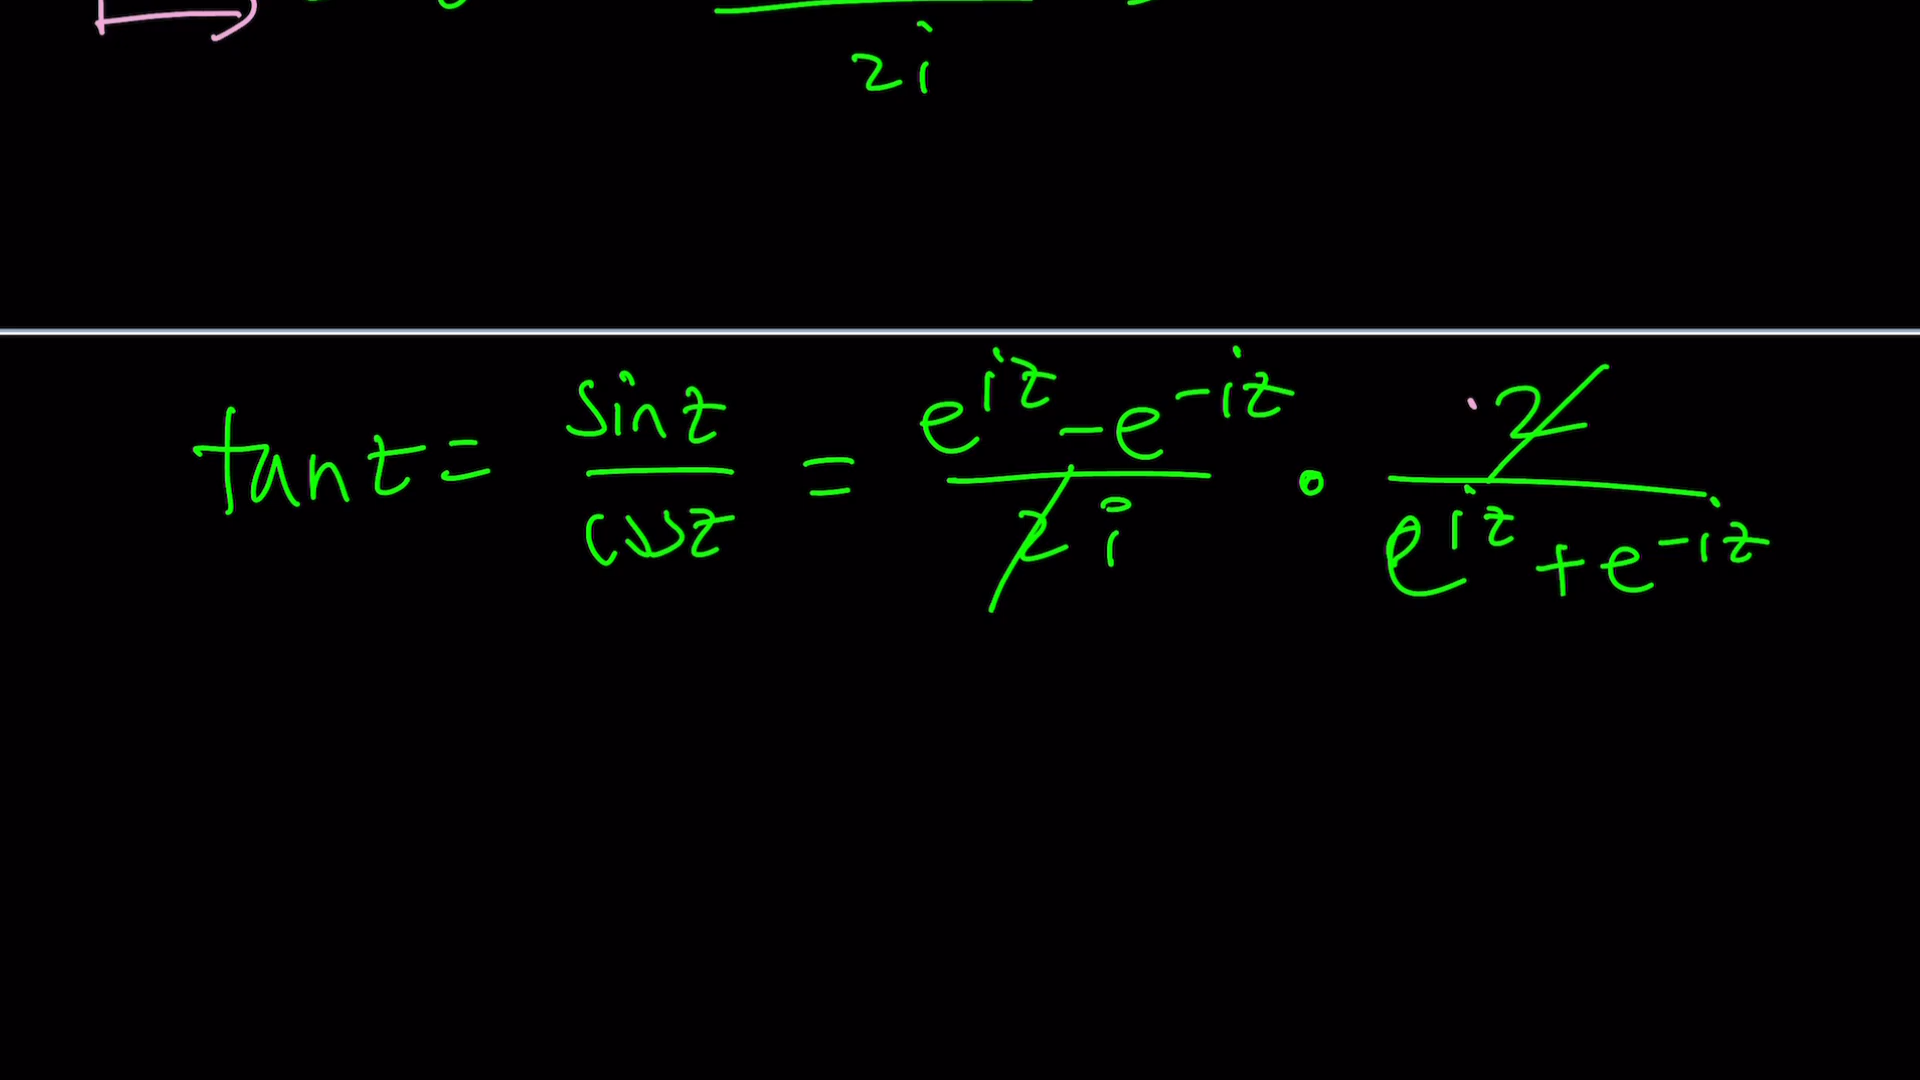 2i
tan z = sin z / cos z = e^{iz} - e^{-iz} / 2i · 2 / e^{iz} + e^{-iz}